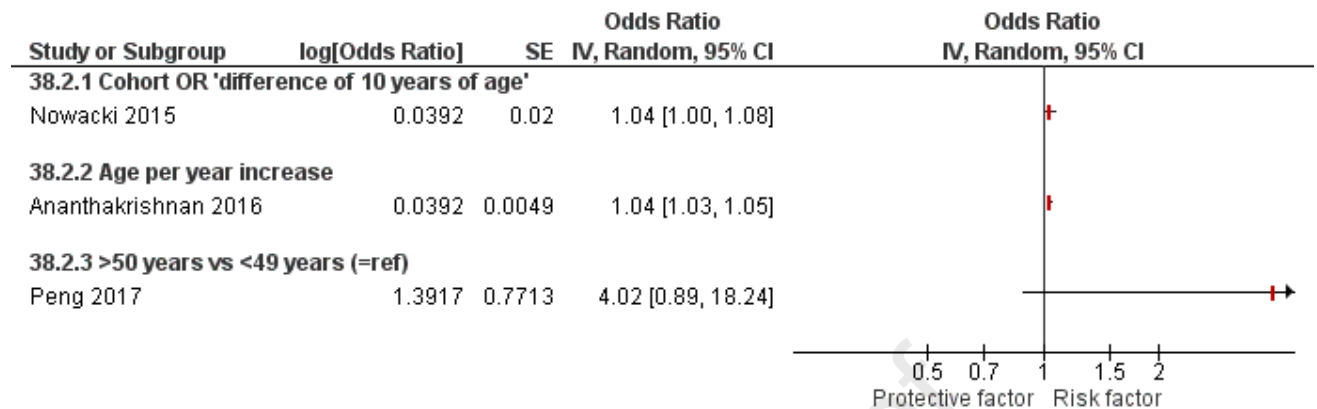 Odds Ratio Odds Ratio
Study or Subgroup log[Odds Ratio] SE IV, Random, 95% CI IV, Random, 95% CI
38.2.1 Cohort OR 'difference of 10 years of age'
Nowacki 2015 0.0392 0.02 1.04 [1.00, 1.08]
38.2.2 Age per year increase
Ananthakrishnan 2016 0.0392 0.0049 1.04 [1.03, 1.05]
38.2.3 >50 years vs <49 years (=ref)
Peng 2017 1.3917 0.7713 4.02 [0.89, 18.24]
0.5 0.7 1 1.5 2
Protective factor Risk factor